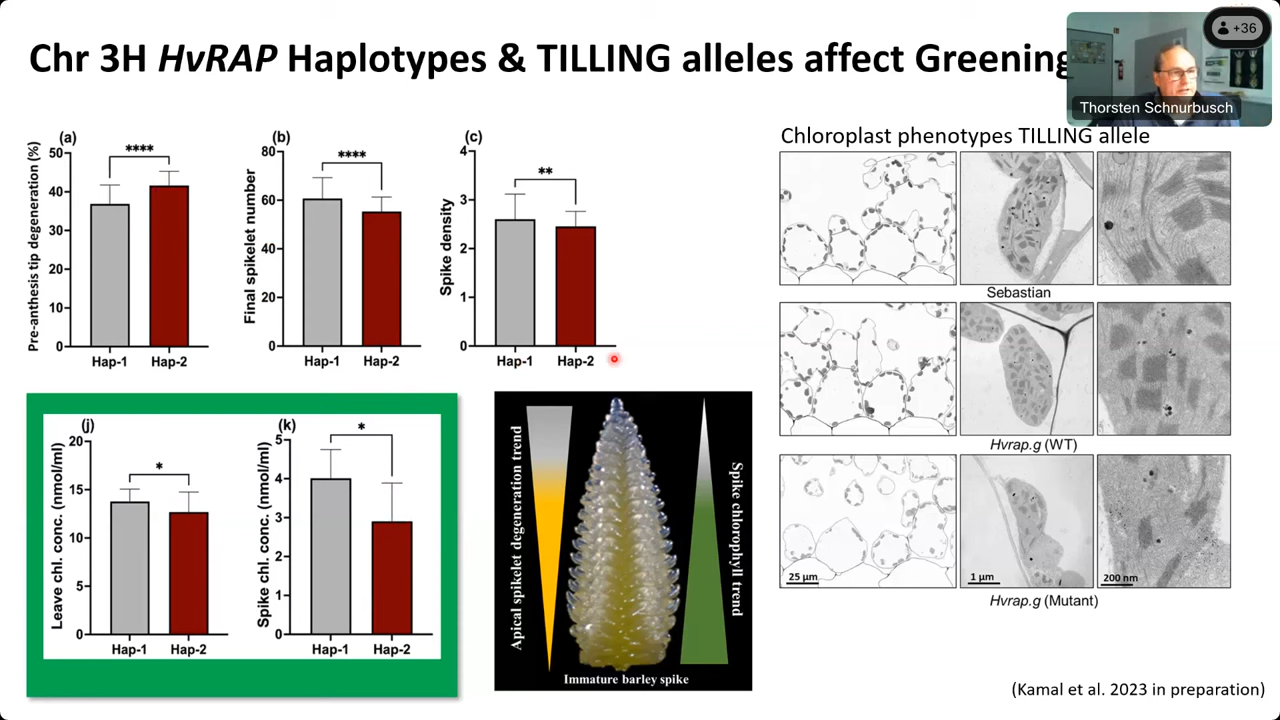 Chr 3H HvRAP Haplotypes & TILLING alleles affect Greening
+36
Thorsten Schnurbusch
(a)
Pre-anthesis tip degeneration (%)
50
40
30
20
10
0
****
Hap-1
Hap-2
(b)
Final spikelet number
80
60
40
20
0
****
Hap-1
Hap-2
(c)
Spike density
4
3
2
1
0
**
Hap-1
Hap-2
Chloroplast phenotypes TILLING allele
Sebastian
Hvrap.g (WT)
25 µm
1 µm
200 nm
Hvrap.g (Mutant)
(j)
Leave chl. conc. (nmol/ml)
20
15
10
5
0
*
Hap-1
Hap-2
(k)
Spike chl. conc. (nmol/ml)
5
4
3
2
1
0
*
Hap-1
Hap-2
Apical spikelet degeneration trend
Spike chlorophyll trend
Immature barley spike
(Kamal et al. 2023 in preparation)